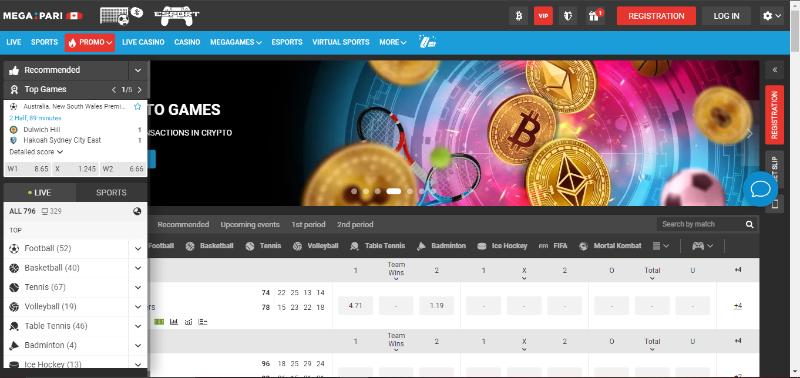 MEGA PARI
ESPORT
VIP
1
REGISTRATION
LOG IN
LIVE SPORTS PROMO LIVE CASINO CASINO MEGAGAMES ESPORTS VIRTUAL SPORTS MORE
Recommended
Top Games 1/5
Australia. New South Wales Premi...
2 Half, 89 minutes
Dulwich Hill 1
Hakoah Sydney City East 1
Detailed score
W1 8.65 X 1.245 W2 6.66
LIVE SPORTS
ALL 796 329
TOP
Football (52)
Basketball (40)
Tennis (67)
Volleyball (19)
Table Tennis (46)
Badminton (4)
Ice Hockey (13)
TO GAMES
NSACTIONS IN CRYPTO
REGISTRATION
ET SLIP
Recommended Upcoming events 1st period 2nd period
Search by match
Football Basketball Tennis Volleyball Table Tennis Badminton Ice Hockey FIFA Mortal Kombat
1 Team Wins 2 1 X 2 O Total U +4
74 22 25 13 14
ers 78 15 23 22 18
4.71 - 1.19 - - - - - - +4
1 Team Wins 2 1 X 2 O Total U +4
96 18 25 29 24